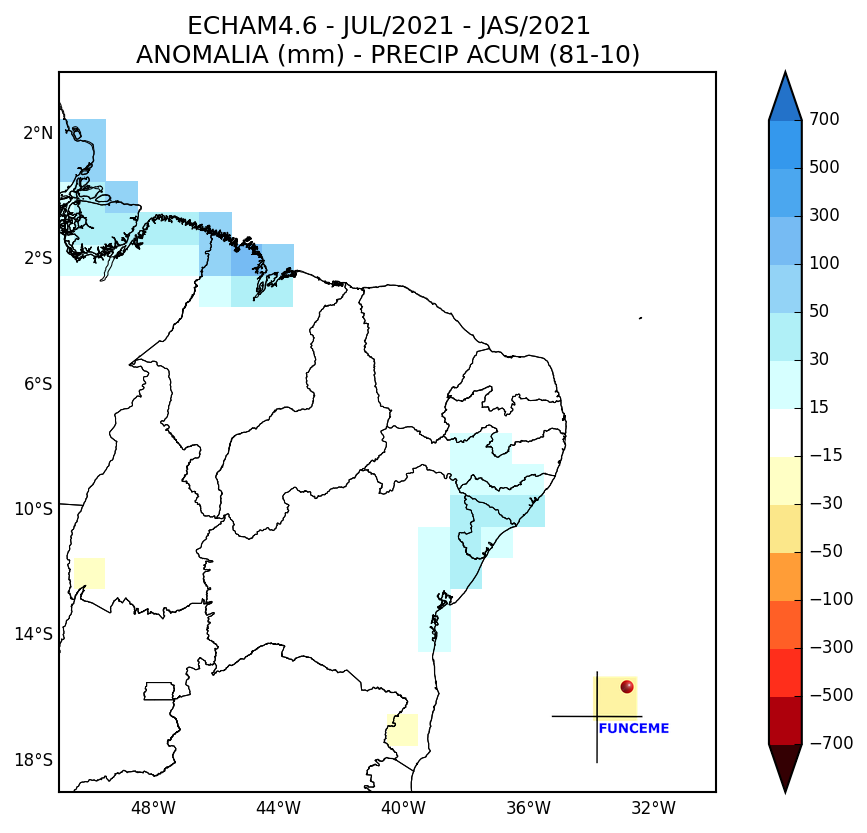 ECHAM4.6 - JUL/2021 - JAS/2021
ANOMALIA (mm) - PRECIP ACUM (81-10)
2°N
2°S
6°S
10°S
14°S
18°S
48°W 44°W 40°W 36°W 32°W
700
500
300
100
50
30
15
−15
−30
−50
−100
−300
−500
−700
FUNCEME